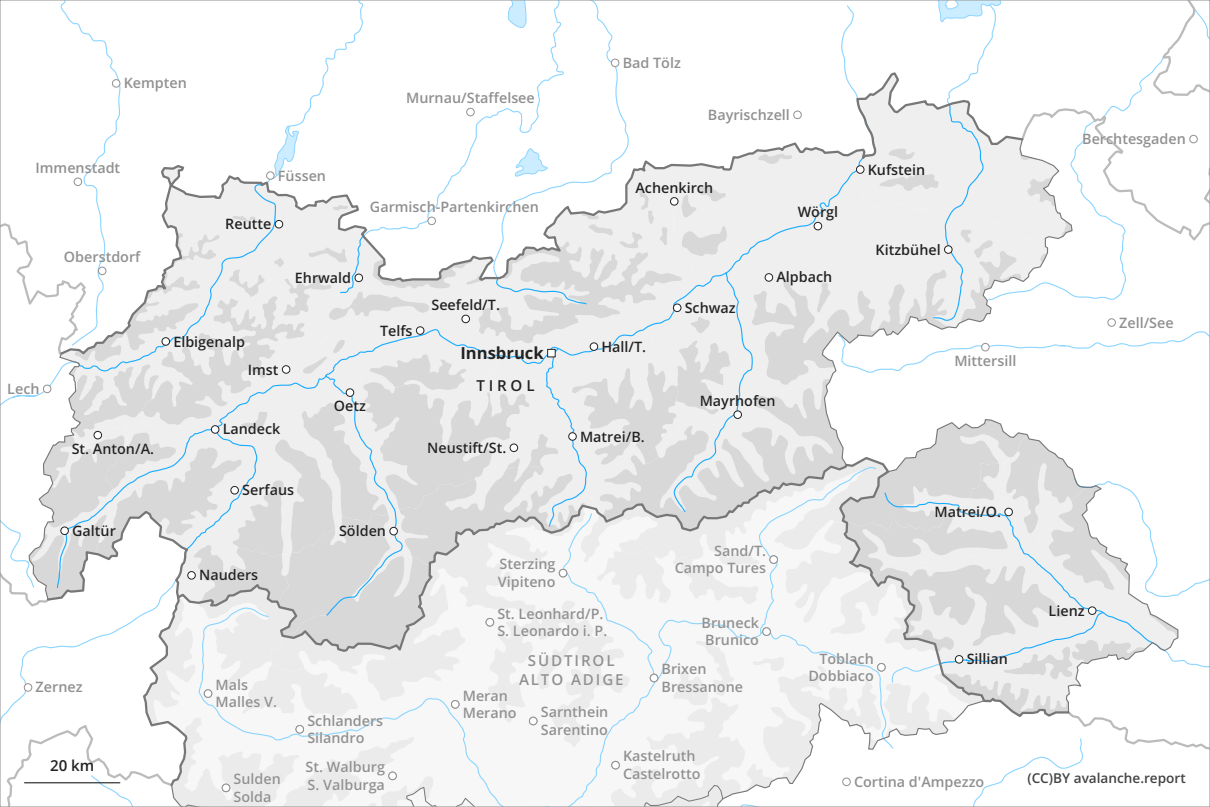 Kempten
Bad Tölz
Murnau/Staffelsee
Bayrischzell
Berchtesgaden
Immenstadt
Füssen
Kufstein
Achenkirch
Garmisch-Partenkirchen
Wörgl
Reutte
Kitzbühel
Oberstdorf
Ehrwald
Alpbach
Seefeld/T.
Schwaz
Zell/See
Telfs
Elbigenalp
Innsbruck
Hall/T.
Mittersill
Imst
TIROL
Lech
Oetz
Mayrhofen
Landeck
Matrei/B.
St. Anton/A.
Neustift/St.
Serfaus
Matrei/O.
Galtür
Sölden
Sand/T.
Campo Tures
Sterzing
Vipiteno
Nauders
Lienz
St. Leonhard/P.
S. Leonardo i. P.
Bruneck
Brunico
SÜDTIROL
ALTO ADIGE
Toblach
Dobbiaco
Sillian
Brixen
Bressanone
Zernez
Mals
Malles V.
Meran
Merano
Sarnthein
Sarentino
Schlanders
Silandro
Kastelruth
Castelrotto
St. Walburg
S. Valburga
20 km
Sulden
Solda
Cortina d'Ampezzo
(CC)BY avalanche.report